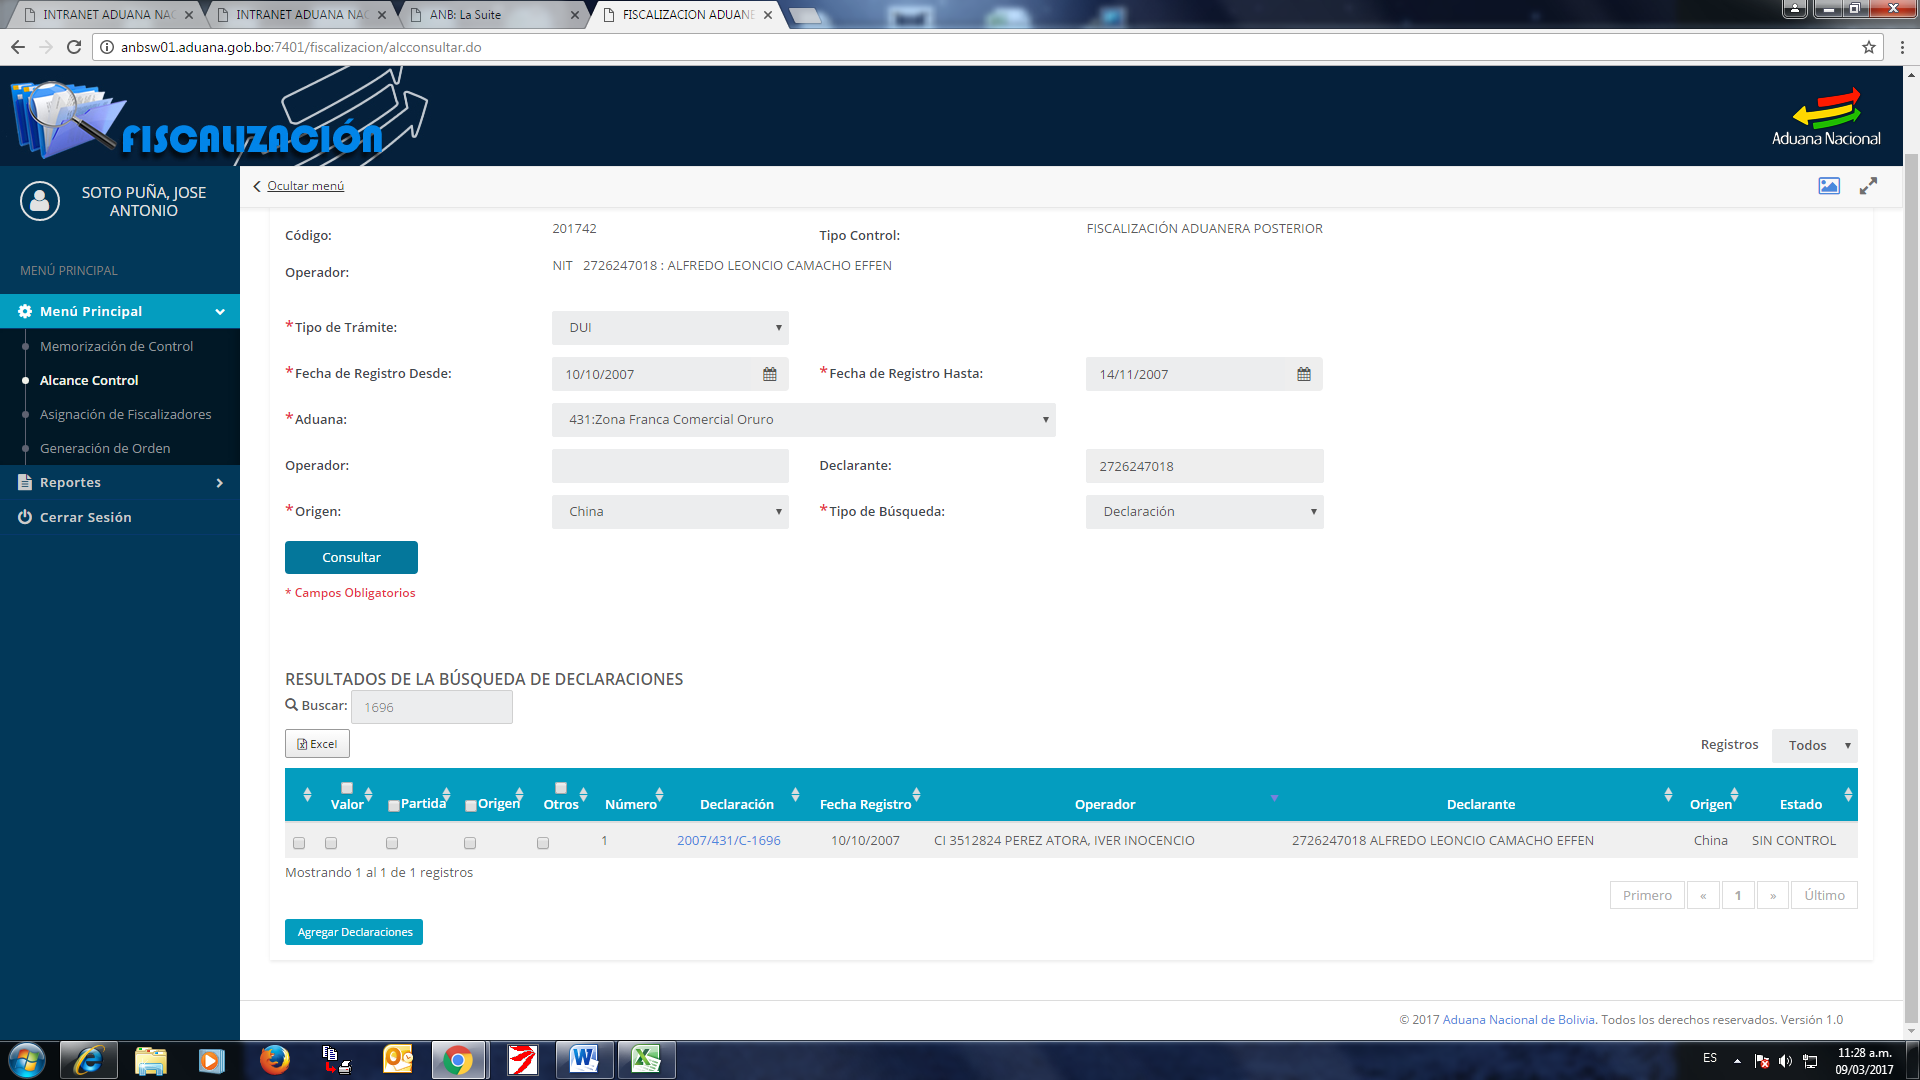 INTRANET ADUANA NAC
INTRANET ADUANA NAC
ANB: La Suite
FISCALIZACION ADUANE
anbsw01.aduana.gob.bo:7401/fiscalizacion/alcconsultar.do
FISCALIZACIÓN
Aduana Nacional
SOTO PUÑA, JOSE
ANTONIO
Ocultar menú
MENÚ PRINCIPAL
Menú Principal
Memorización de Control
Alcance Control
Asignación de Fiscalizadores
Generación de Orden
Reportes
Cerrar Sesión
Código: 201742 Tipo Control: FISCALIZACIÓN ADUANERA POSTERIOR
Operador: NIT 2726247018 : ALFREDO LEONCIO CAMACHO EFFEN
*Tipo de Trámite: DUI
*Fecha de Registro Desde: 10/10/2007 *Fecha de Registro Hasta: 14/11/2007
*Aduana: 431:Zona Franca Comercial Oruro
Operador: Declarante: 2726247018
*Origen: China *Tipo de Búsqueda: Declaración
Consultar
* Campos Obligatorios
RESULTADOS DE LA BÚSQUEDA DE DECLARACIONES
Buscar: 1696
Excel Registros Todos
Valor Partida Origen Otros Número Declaración Fecha Registro Operador Declarante Origen Estado
1 2007/431/C-1696 10/10/2007 CI 3512824 PEREZ ATORA, IVER INOCENCIO 2726247018 ALFREDO LEONCIO CAMACHO EFFEN China SIN CONTROL
Mostrando 1 al 1 de 1 registros
Primero « 1 » Último
Agregar Declaraciones
© 2017 Aduana Nacional de Bolivia. Todos los derechos reservados. Versión 1.0
ES
11:28 a.m.
09/03/2017